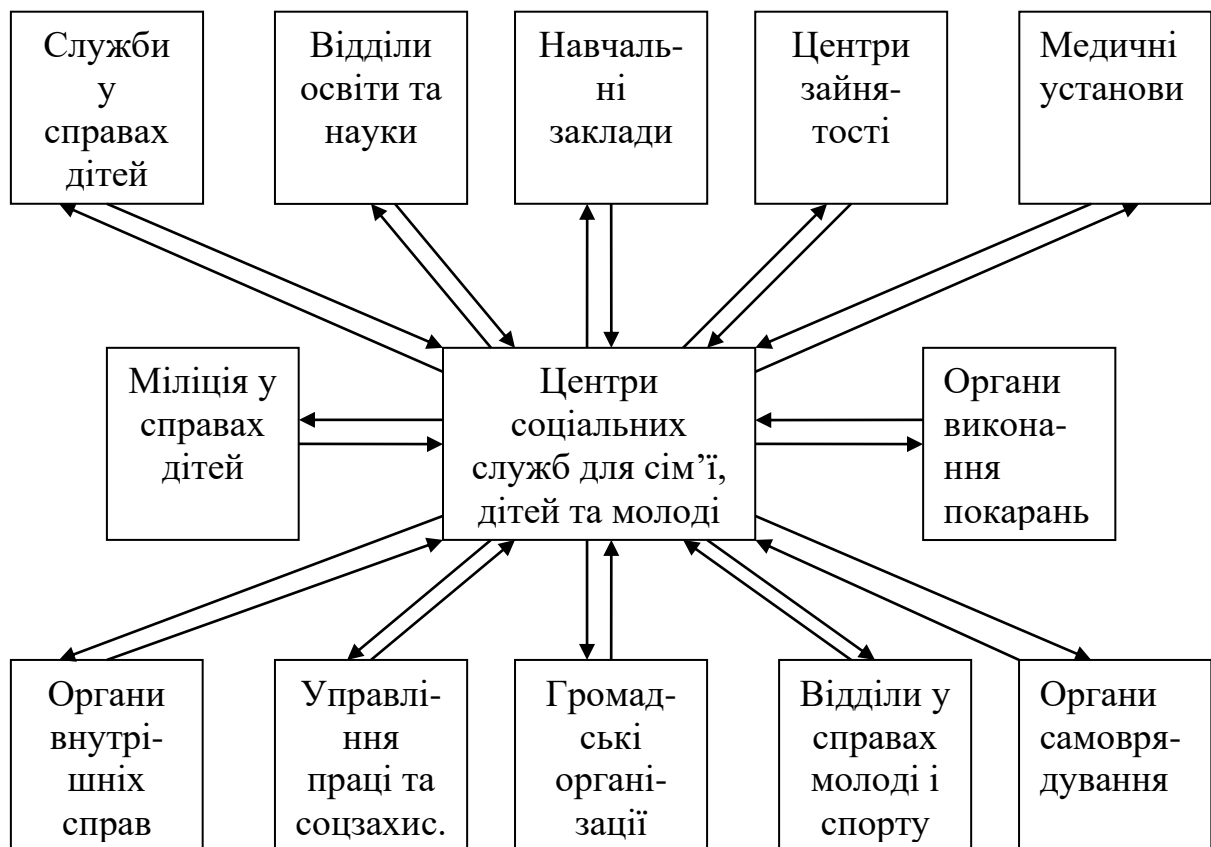 Служби
у
справах
дітей
Відділи
освіти та
науки
Навчаль-
ні
заклади
Центри
зайня-
тості
Медичні
установи
Міліція у
справах
дітей
Центри
соціальних
служб для сім’ї,
дітей та молоді
Органи
викона-
ння
покарань
Органи
внутрі-
шніх
справ
Управлі-
ння
праці та
соцзахис.
Громад-
ські
органі-
зації
Відділи у
справах
молоді і
спорту
Органи
самовря-
дування